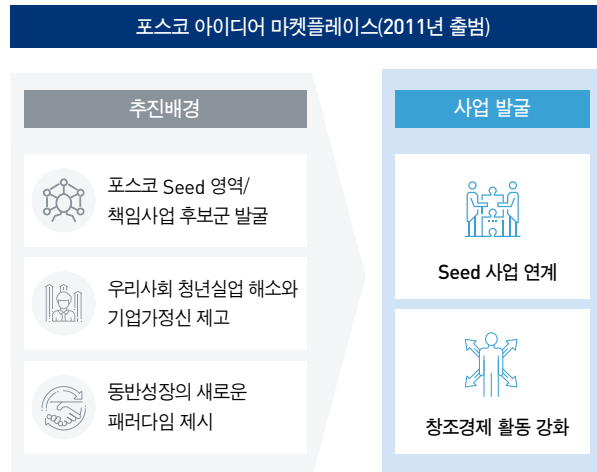 포스코 아이디어 마켓플레이스(2011년 출범)
추진배경
포스코 Seed 영역/
책임사업 후보군 발굴
우리사회 청년실업 해소와
기업가정신 제고
동반성장의 새로운
패러다임 제시
사업 발굴
Seed 사업 연계
창조경제 활동 강화